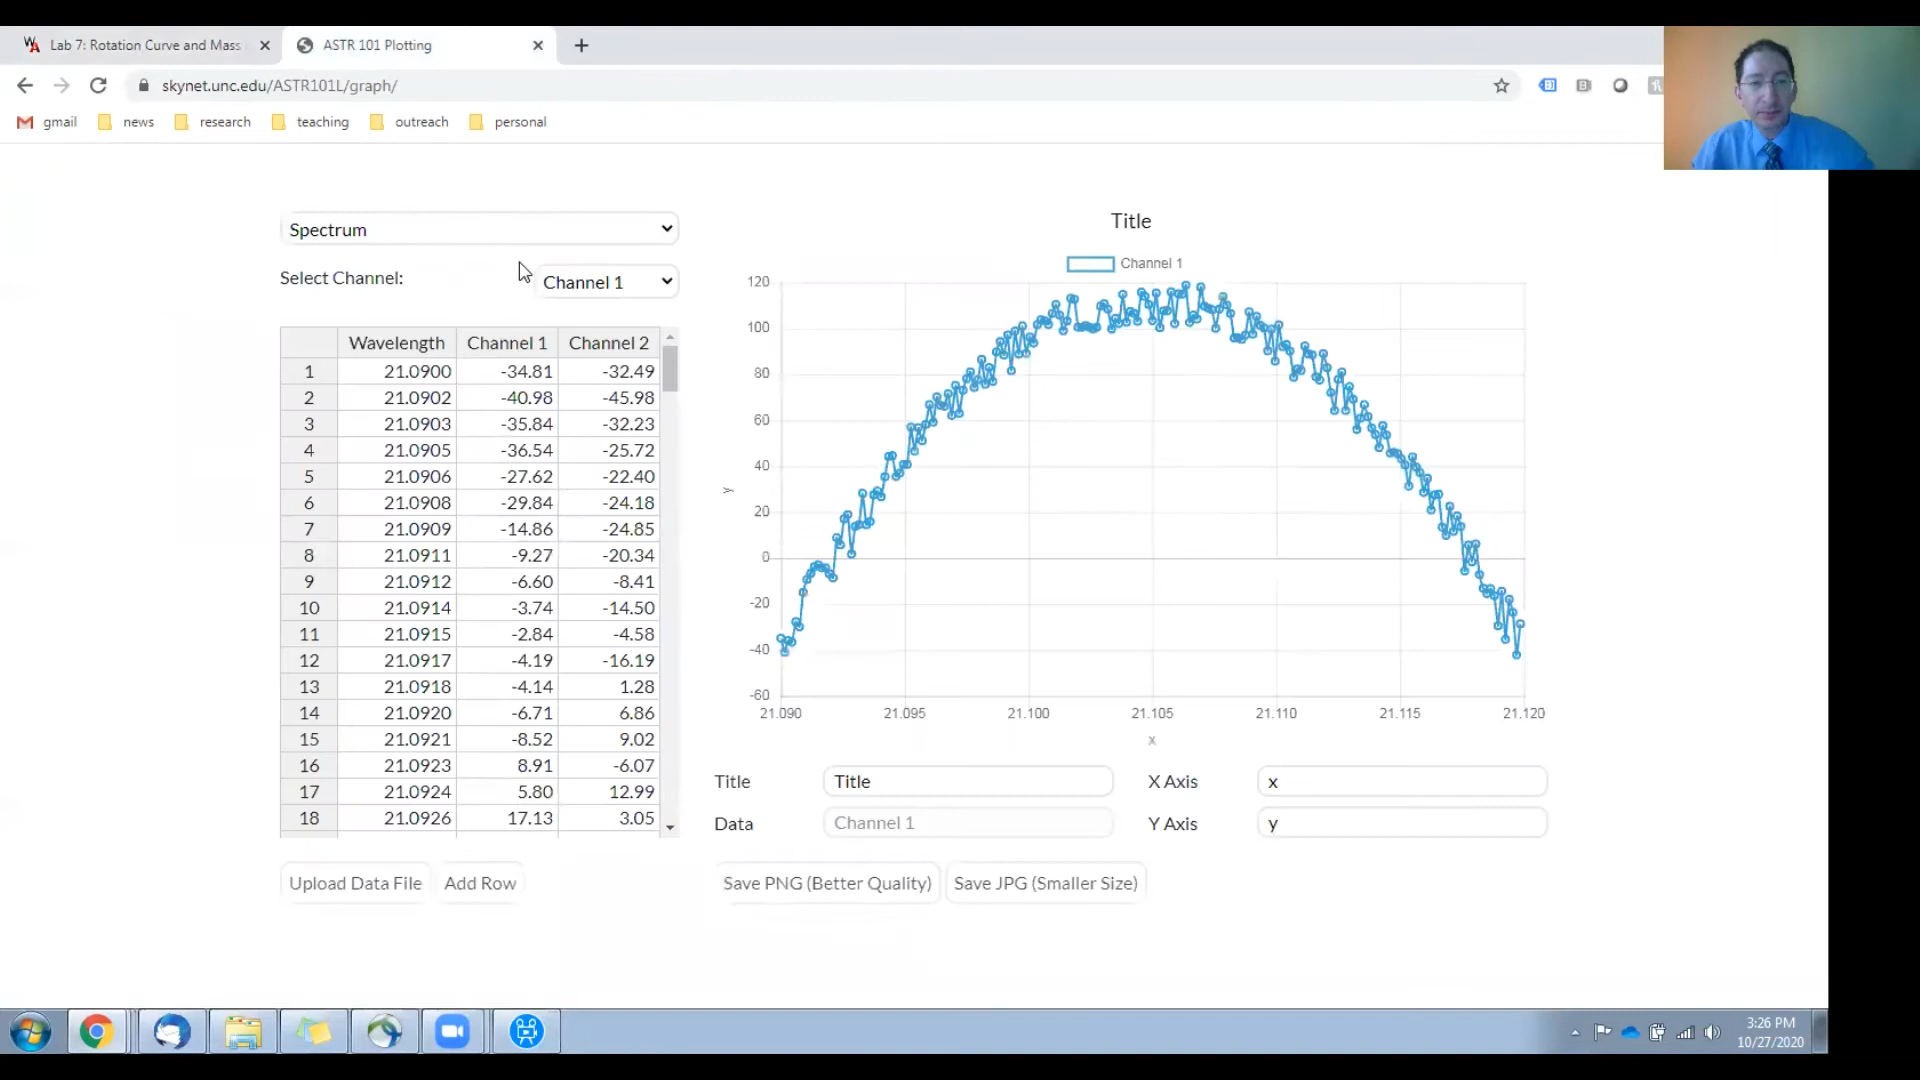 Lab 7: Rotation Curve and Mass
ASTR 101 Plotting
skynet.unc.edu/ASTR101L/graph/
gmail news research teaching outreach personal
Spectrum
Select Channel: Channel 1
Wavelength Channel 1 Channel 2
1 21.0900 -34.81 -32.49
2 21.0902 -40.98 -45.98
3 21.0903 -35.84 -32.23
4 21.0905 -36.54 -25.72
5 21.0906 -27.62 -22.40
6 21.0908 -29.84 -24.18
7 21.0909 -14.86 -24.85
8 21.0911 -9.27 -20.34
9 21.0912 -6.60 -8.41
10 21.0914 -3.74 -14.50
11 21.0915 -2.84 -4.58
12 21.0917 -4.19 -16.19
13 21.0918 -4.14 1.28
14 21.0920 -6.71 6.86
15 21.0921 -8.52 9.02
16 21.0923 8.91 -6.07
17 21.0924 5.80 12.99
18 21.0926 17.13 3.05
Upload Data File Add Row
Title
Channel 1
120
100
80
60
40
20
0
-20
-40
-60
y
21.090 21.095 21.100 21.105 21.110 21.115 21.120
x
Title Title X Axis x
Data Channel 1 Y Axis y
Save PNG (Better Quality) Save JPG (Smaller Size)
3:26 PM
10/27/2020